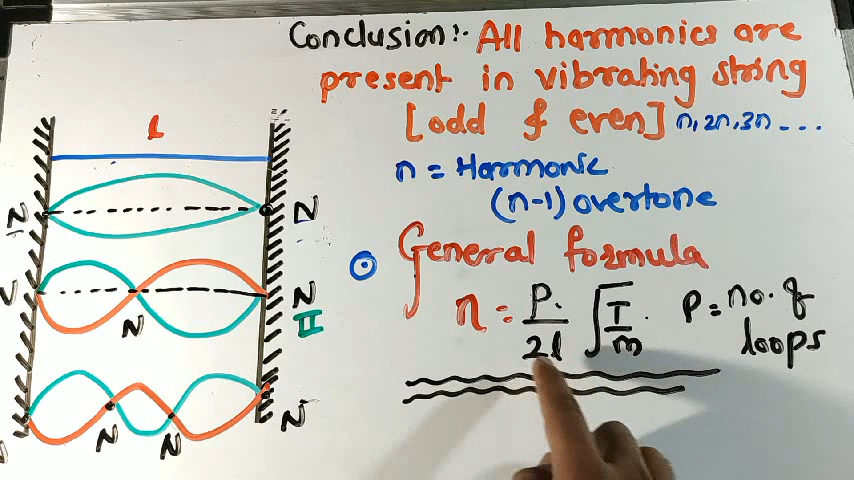 Conclusion:- All harmonics are
present in vibrating string
[odd & even] n, 2n, 3n ...
n = Harmonic
(n-1) overtone
General formula
n = P/2l √T/m . P = no. of
loops
l
N N
N N
II
N
N N N